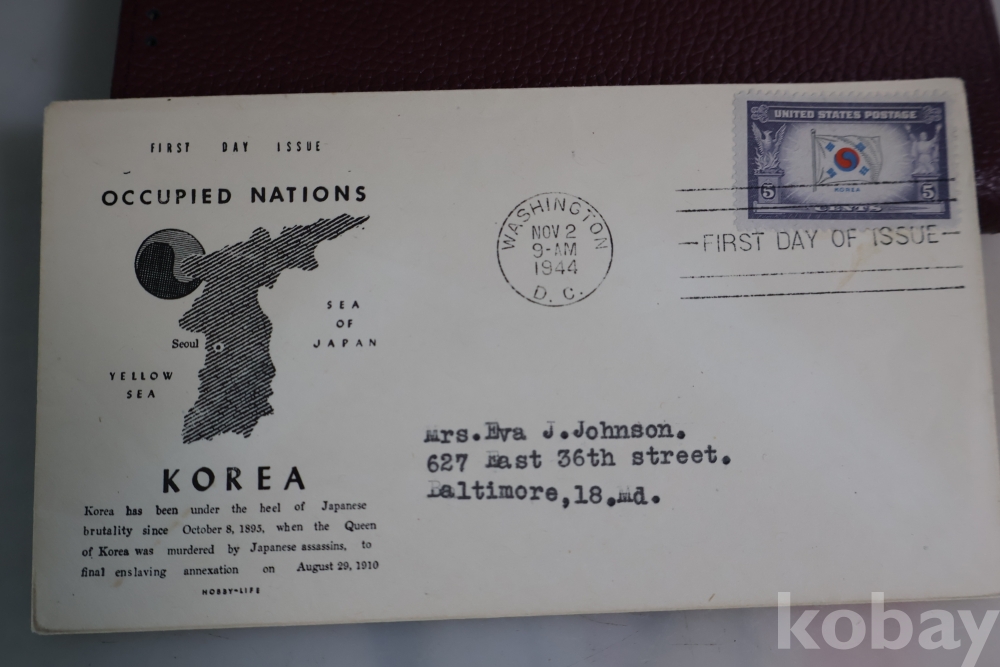 FIRST DAY ISSUE
OCCUPIED NATIONS
SEA
OF
JAPAN
Seoul
YELLOW
SEA
KOREA
Korea has been under the heel of Japanese
brutality since October 8, 1895, when the Queen
of Korea was murdered by Japanese assassins, to
final enslaving annexation on August 29, 1910
HOBBY-LIFE
WASHINGTON
NOV 2
9-AM
1944
D. C.
UNITED STATES POSTAGE
KOREA
5 5
CENTS
FIRST DAY OF ISSUE
Mrs.Eva J.Johnson.
627 East 36th street.
Baltimore,18.Md.
kobay